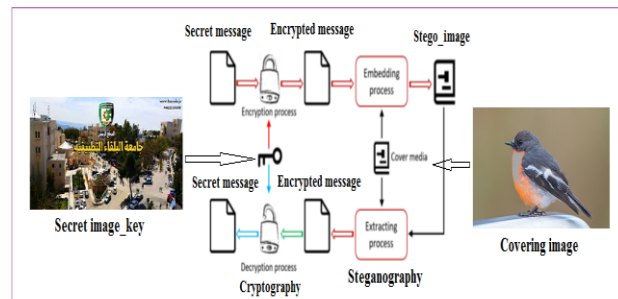 Secret message
Encrypted message
Stego_image
Embedding
process
Encryption process
Cover media
جامعة البلقاء التطبيقية
Secret image_key
Secret message
Encrypted message
Extracting
process
Decryption process
Cryptography
Steganography
Covering image